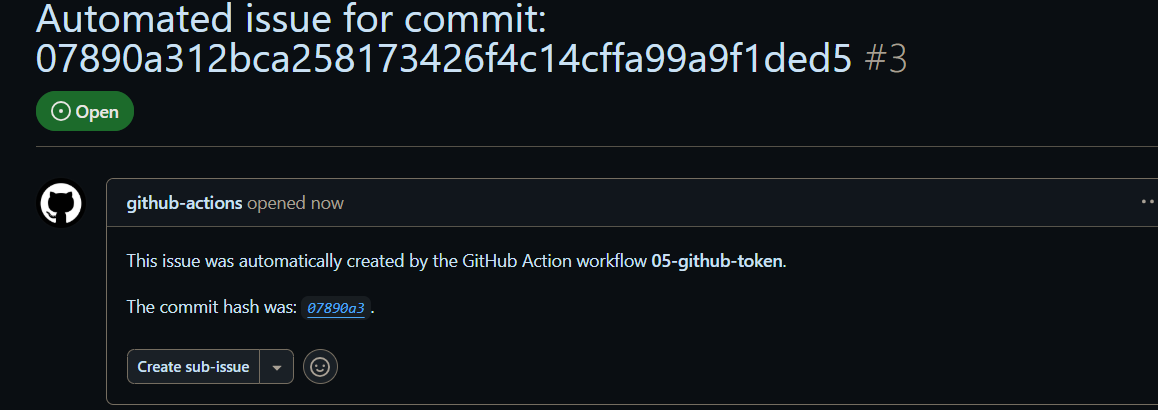 Automated issue for commit:
07890a312bca258173426f4c14cffa99a9f1ded5 #3
Open
github-actions opened now
This issue was automatically created by the GitHub Action workflow 05-github-token.
The commit hash was: 07890a3.
Create sub-issue